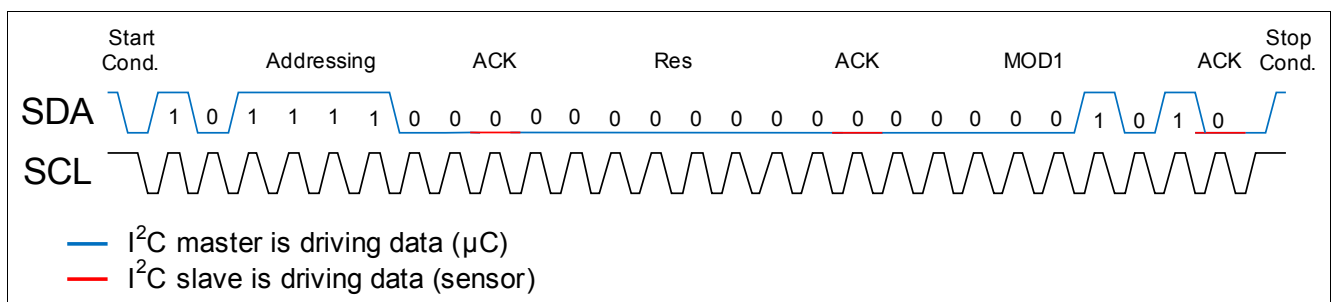 Start Cond. Addressing ACK Res ACK MOD1 ACK Stop Cond.
SDA 1 0 1 1 1 1 0 0 0 0 0 0 0 0 0 0 0 0 0 0 0 0 0 1 0 1 0
SCL
I²C master is driving data (µC)
I²C slave is driving data (sensor)